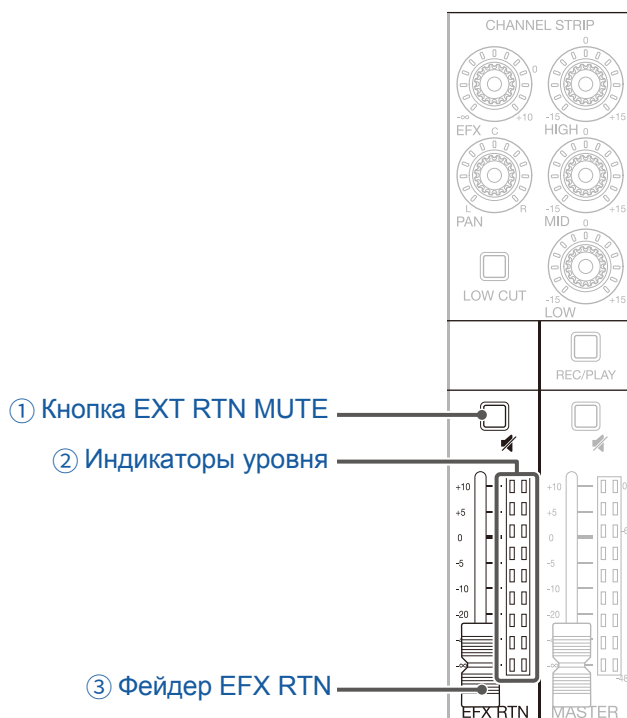 CHANNEL STRIP
0
0
-∞ +10 -15 +15
EFX HIGH
C 0
L R -15 +15
PAN MID
0
LOW CUT -15 +15
LOW
REC/PLAY
① Кнопка EXT RTN MUTE
② Индикаторы уровня
+10 +10 0
+5 +5
0 0
-5 -5
-10 -10
-20 -20
-∞ -∞
③ Фейдер EFX RTN
EFX RTN MASTER